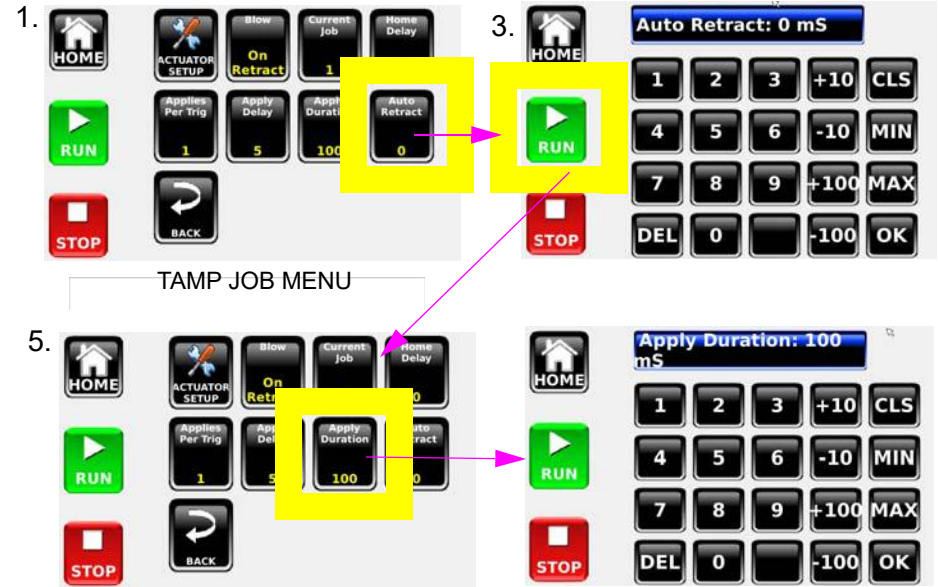 1.
HOME
RUN
STOP
ACTUATOR
SETUP
Blow
On
Retract
Current
Job
1
Home
Delay
Applies
Per Trig
1
Apply
Delay
5
100
Auto
Retract
0
BACK
TAMP JOB MENU
3.
HOME
RUN
STOP
Auto Retract: 0 mS
1 2 3 +10 CLS
4 5 6 -10 MIN
7 8 9 +100 MAX
DEL 0 -100 OK
5.
HOME
RUN
STOP
ACTUATOR
SETUP
Blow
On
Current
Job
Home
Delay
0
Applies
Per Trig
1
5
Apply
Duration
100
0
BACK
HOME
RUN
STOP
Apply Duration: 100
mS
1 2 3 +10 CLS
4 5 6 -10 MIN
7 8 9 +100 MAX
DEL 0 -100 OK